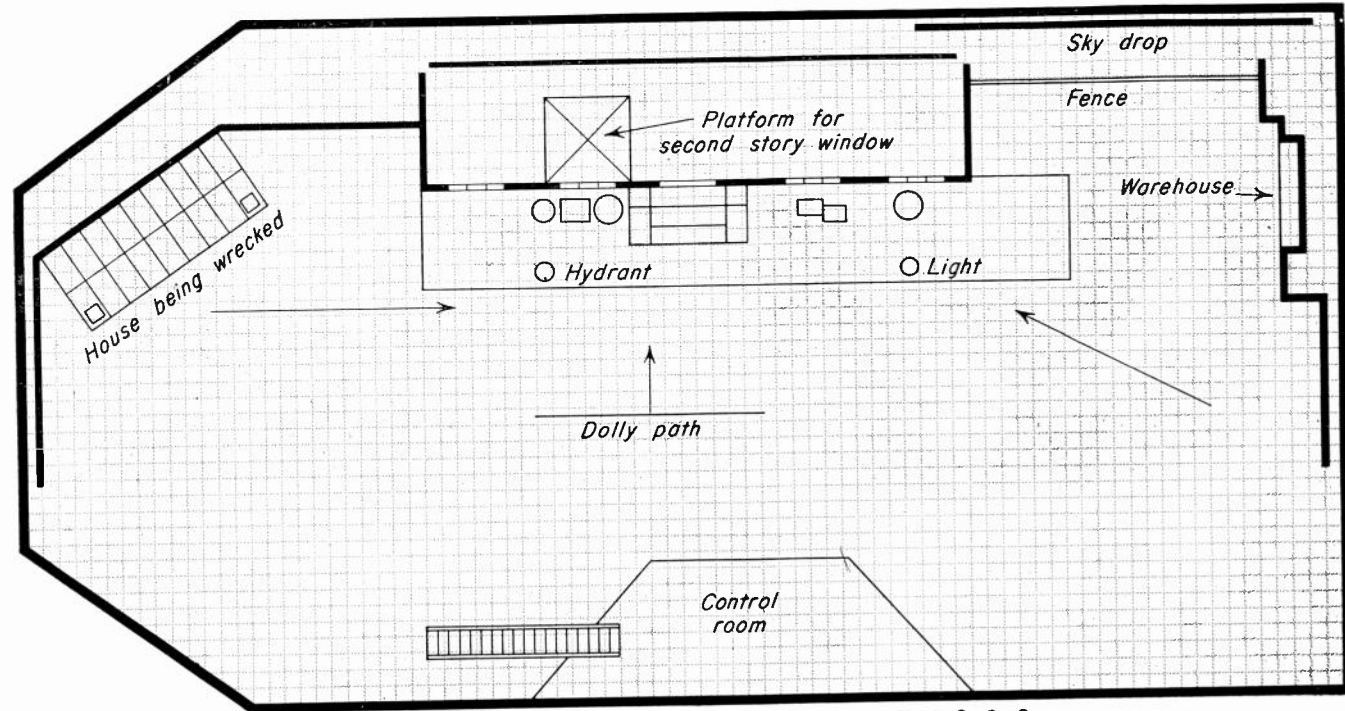 Sky drop
Fence
Platform for
second story window
Warehouse
House being wrecked
Hydrant
Light
Dolly path
Control
room